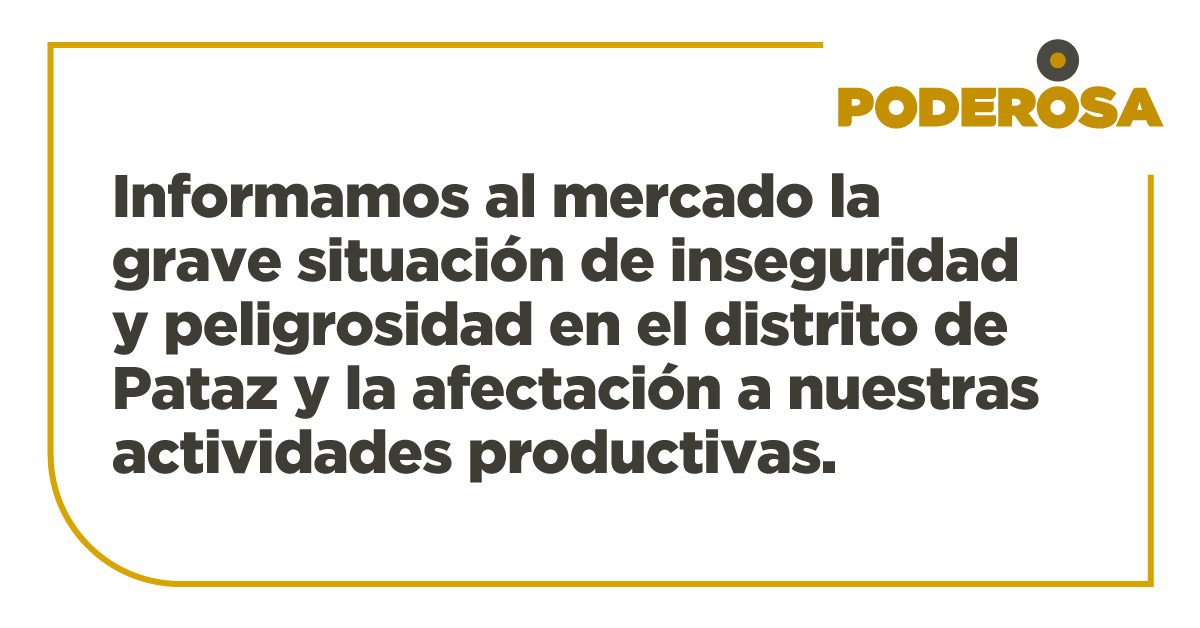 PODEROSA
Informamos al mercado la
grave situación de inseguridad
y peligrosidad en el distrito de
Pataz y la afectación a nuestras
actividades productivas.